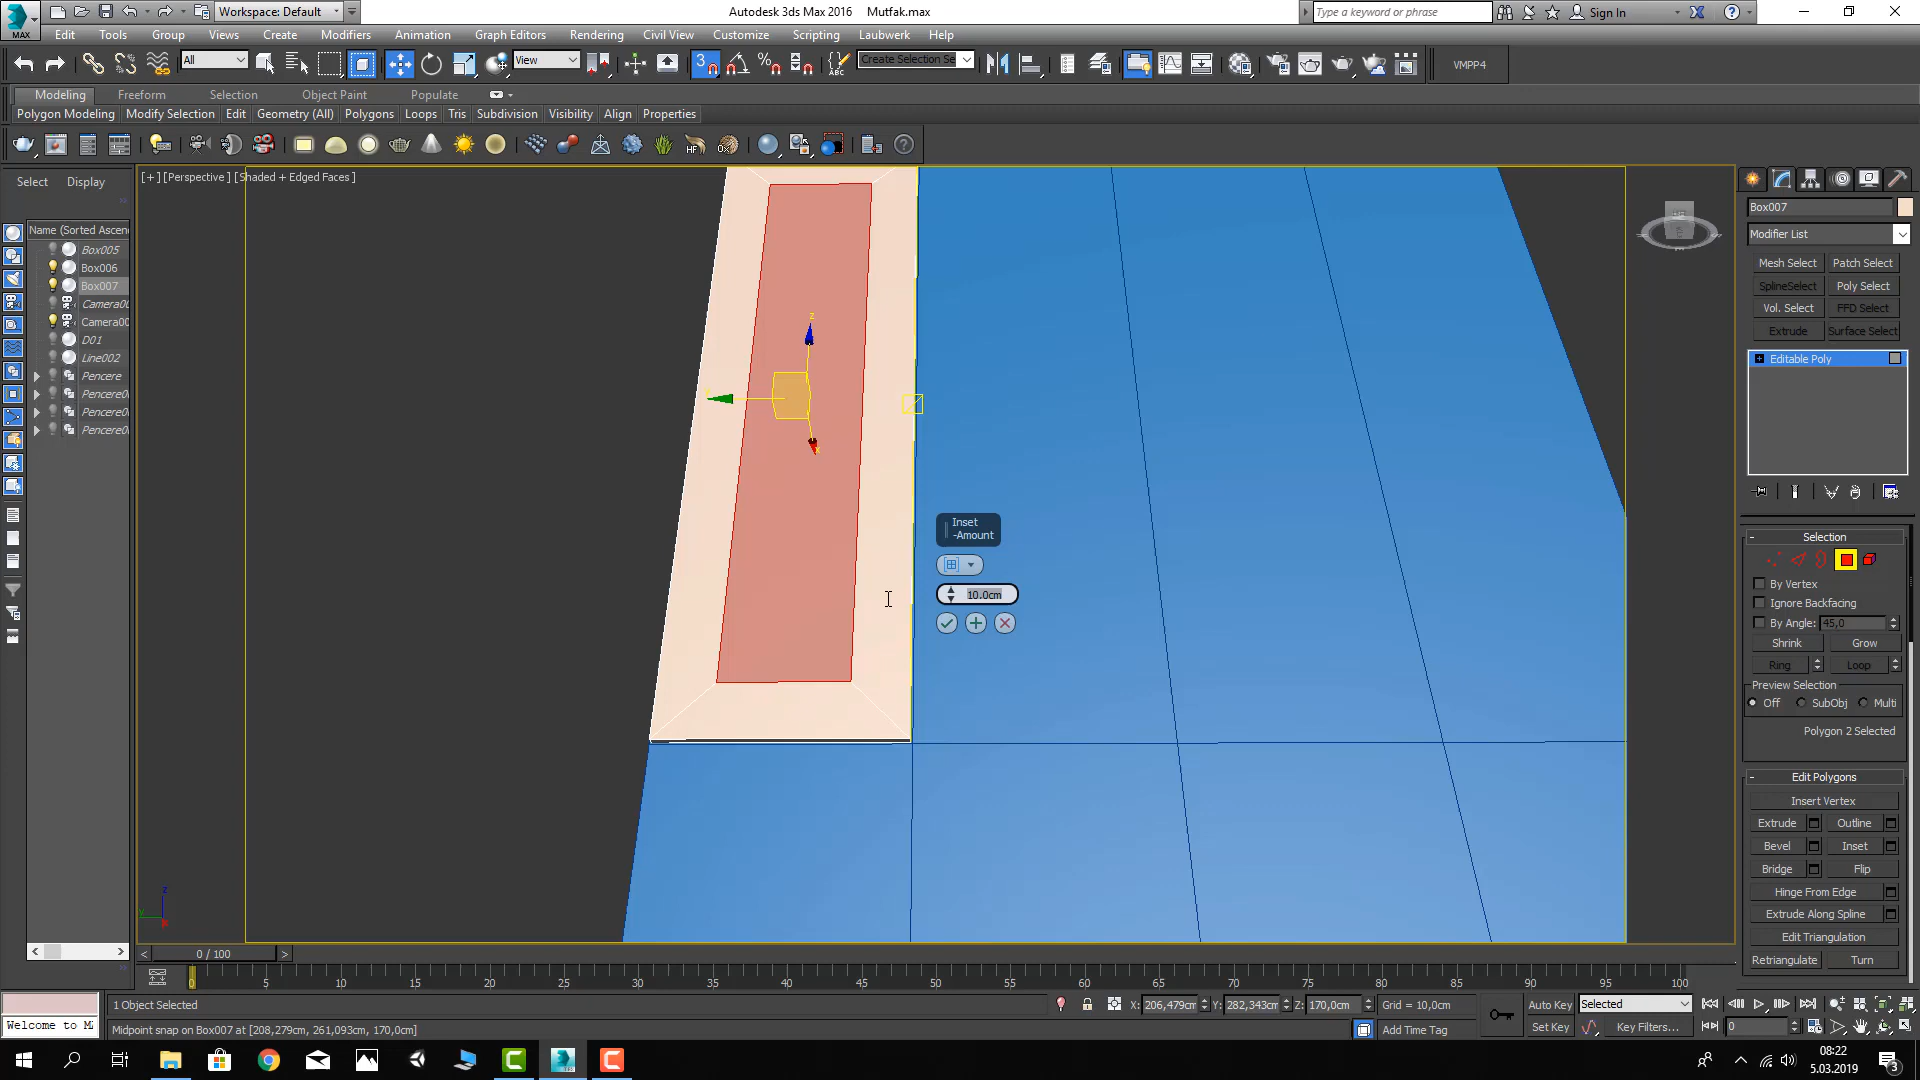 Workspace: Default
Autodesk 3ds Max 2016 Mutfak.max
Type a keyword or phrase
Sign In
MAX
Edit Tools Group Views Create Modifiers Animation Graph Editors Rendering Civil View Customize Scripting Laubwerk Help
All
View
3
ABC
Create Selection Se
VMPP4
Modeling Freeform Selection Object Paint Populate
Polygon Modeling Modify Selection Edit Geometry (All) Polygons Loops Tris Subdivision Visibility Align Properties
HF
Select Display
[+] [Perspective] [Shaded + Edged Faces]
Name (Sorted Ascen
Box005
Box006
Box007
Camera00
Camera00
D01
Line002
Pencere
Pencere0
Pencere0
Pencere0
z
Inset
-Amount
10.0cm
Box007
Modifier List
Mesh Select Patch Select
SplineSelect Poly Select
Vol. Select FFD Select
Extrude Surface Select
Editable Poly
Selection
By Vertex
Ignore Backfacing
By Angle: 45,0
Shrink Grow
Ring Loop
Preview Selection
Off SubObj Multi
Polygon 2 Selected
Edit Polygons
Insert Vertex
Extrude Outline
Bevel Inset
Bridge Flip
Hinge From Edge
Extrude Along Spline
Edit Triangulation
Retriangulate Turn
0 / 100
0 5 10 15 20 25 30 35 40 45 50 55 60 65 70 75 80 85 90 95 100
1 Object Selected
X: 206,479cm Y: 282,343cm Z: 170,0cm Grid = 10,0cm
Auto Key Selected
Welcome to M
Midpoint snap on Box007 at [208,279cm, 261,093cm, 170,0cm]
Add Time Tag
Set Key Key Filters...
0
08:22
5.03.2019
3